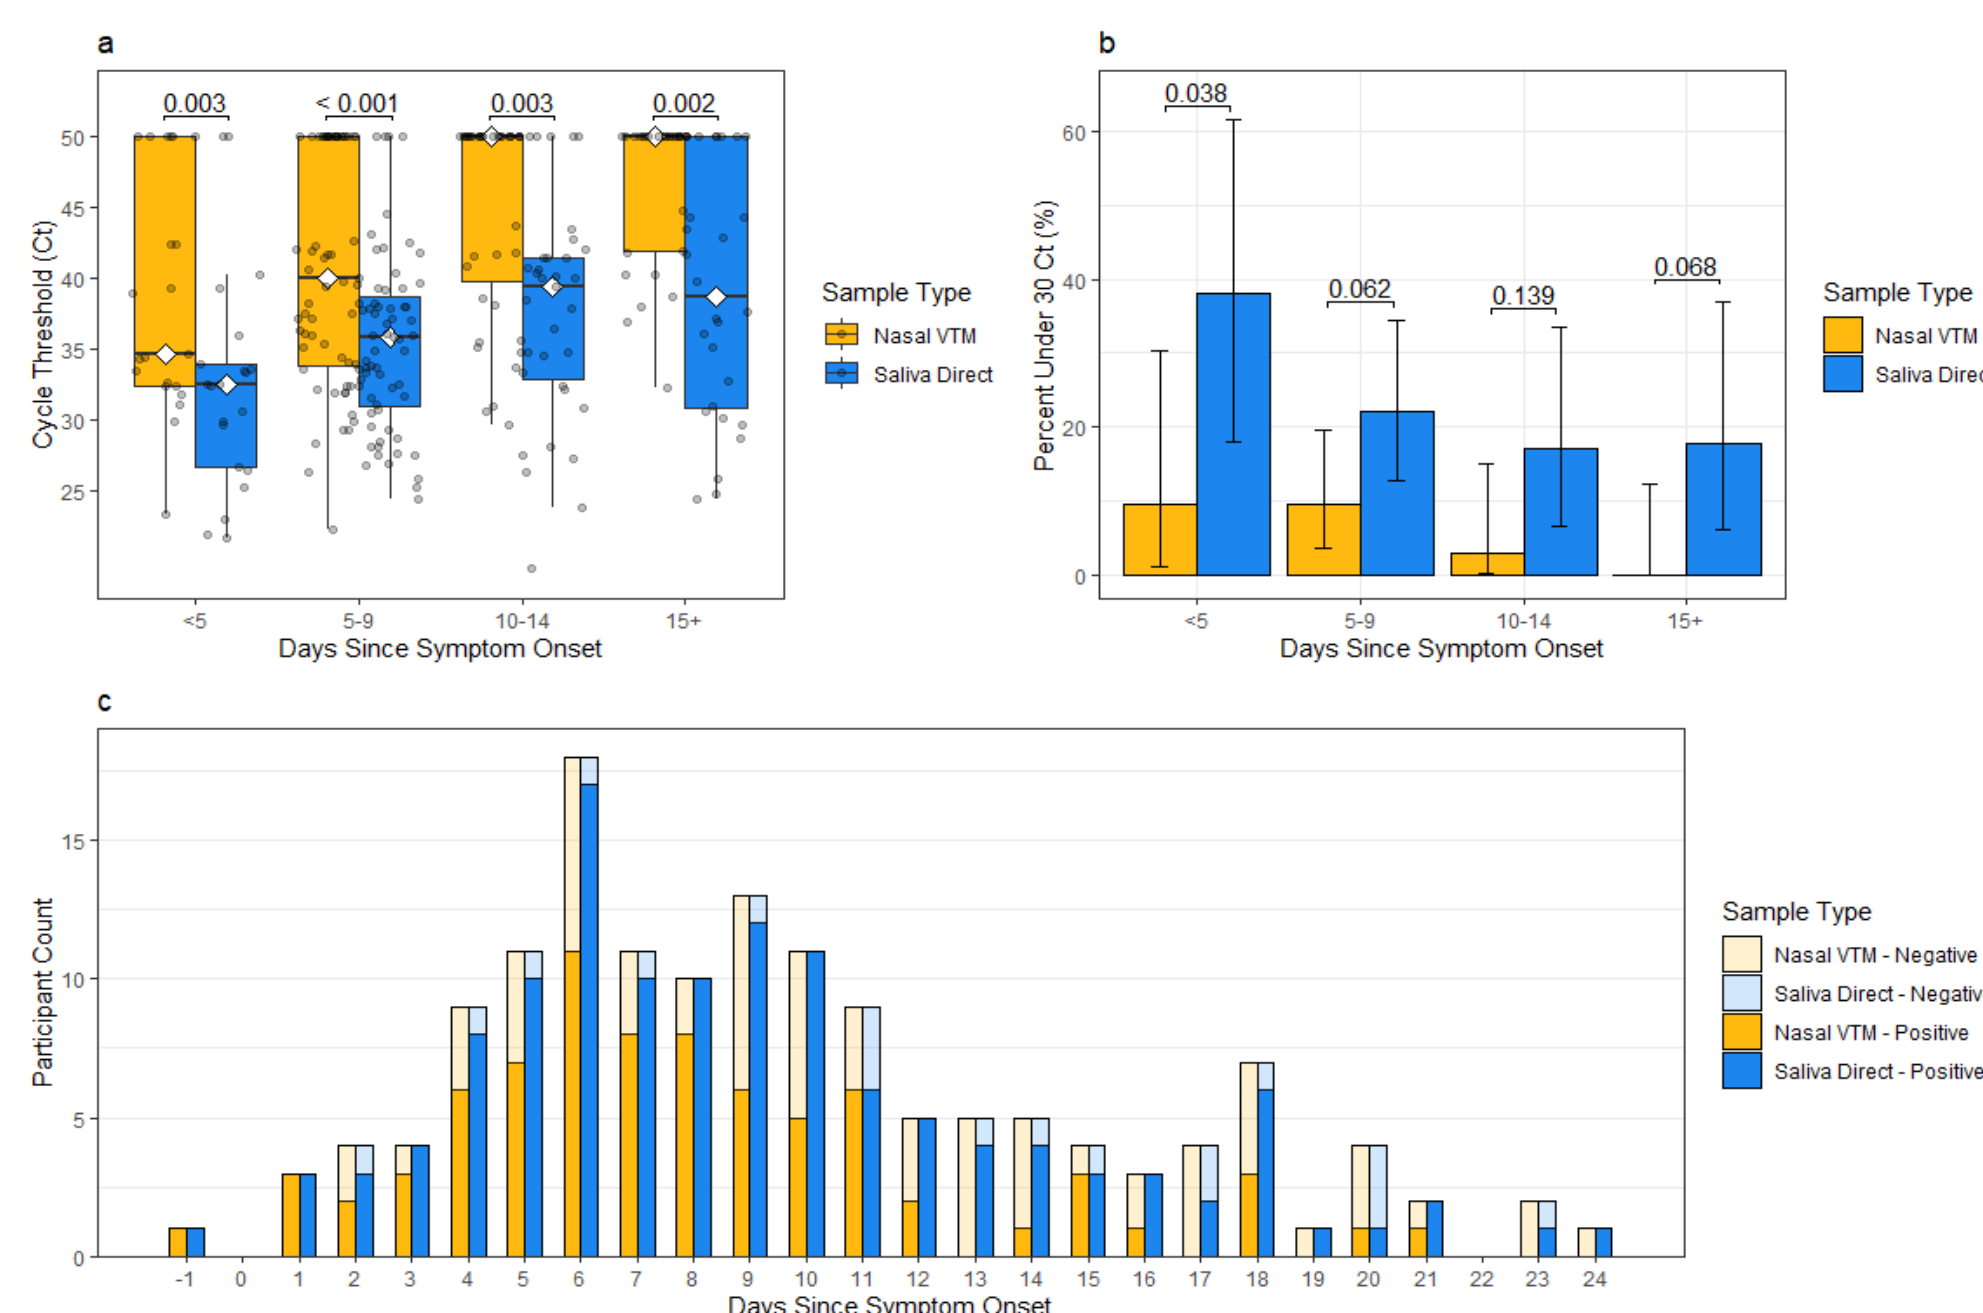 a
0.003
< 0.001
0.003
0.002
50
45
40
35
30
25
Cycle Threshold (Ct)
<5
5-9
10-14
15+
Days Since Symptom Onset
Sample Type
Nasal VTM
Saliva Direct
b
0.038
0.062
0.139
0.068
60
40
20
0
Percent Under 30 Ct (%)
<5
5-9
10-14
15+
Days Since Symptom Onset
Sample Type
Nasal VTM
Saliva Direc
c
15
10
5
0
Participant Count
-1 0 1 2 3 4 5 6 7 8 9 10 11 12 13 14 15 16 17 18 19 20 21 22 23 24
Days Since Symptom Onset
Sample Type
Nasal VTM - Negative
Saliva Direct - Negativ
Nasal VTM - Positive
Saliva Direct - Positive